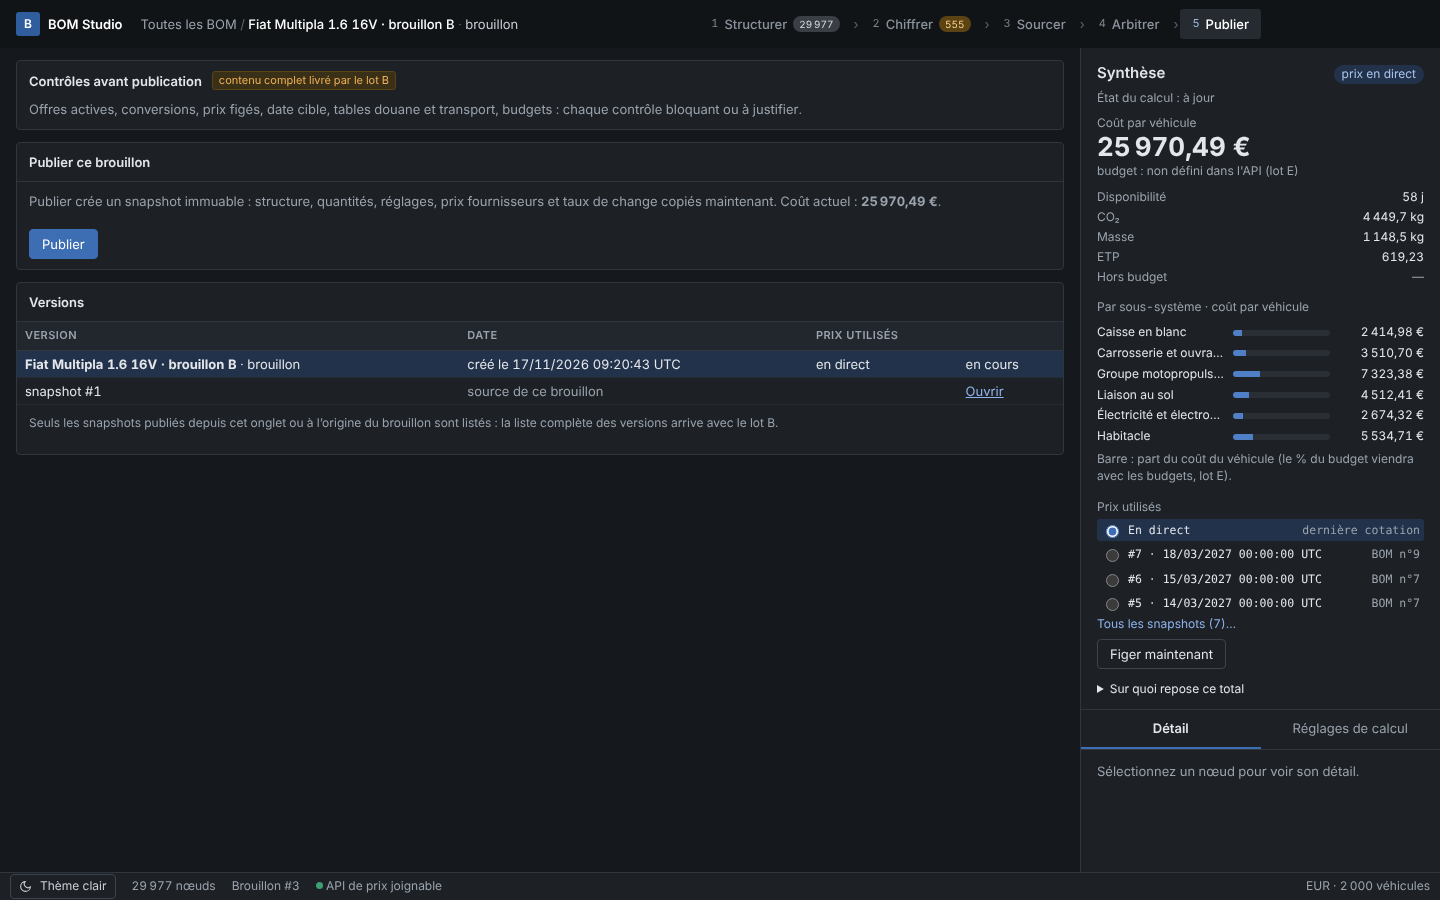 B BOM Studio Toutes les BOM / Fiat Multipla 1.6 16V · brouillon B · brouillon 1 Structurer 29 977 › 2 Chiffrer 555 › 3 Sourcer › 4 Arbitrer › 5 Publier
Contrôles avant publication contenu complet livré par le lot B
Offres actives, conversions, prix figés, date cible, tables douane et transport, budgets : chaque contrôle bloquant ou à justifier.
Publier ce brouillon
Publier crée un snapshot immuable : structure, quantités, réglages, prix fournisseurs et taux de change copiés maintenant. Coût actuel : 25 970,49 €.
Publier
Versions
VERSION DATE PRIX UTILISÉS
Fiat Multipla 1.6 16V · brouillon B · brouillon créé le 17/11/2026 09:20:43 UTC en direct en cours
snapshot #1 source de ce brouillon Ouvrir
Seuls les snapshots publiés depuis cet onglet ou à l'origine du brouillon sont listés : la liste complète des versions arrive avec le lot B.
Synthèse prix en direct
État du calcul : à jour
Coût par véhicule
25 970,49 €
budget : non défini dans l'API (lot E)
Disponibilité 58 j
CO₂ 4 449,7 kg
Masse 1 148,5 kg
ETP 619,23
Hors budget —
Par sous-système · coût par véhicule
Caisse en blanc 2 414,98 €
Carrosserie et ouvra... 3 510,70 €
Groupe motopropuls... 7 323,38 €
Liaison au sol 4 512,41 €
Électricité et électro... 2 674,32 €
Habitacle 5 534,71 €
Barre : part du coût du véhicule (le % du budget viendra
avec les budgets, lot E).
Prix utilisés
En direct dernière cotation
#7 · 18/03/2027 00:00:00 UTC BOM n°9
#6 · 15/03/2027 00:00:00 UTC BOM n°7
#5 · 14/03/2027 00:00:00 UTC BOM n°7
Tous les snapshots (7)...
Figer maintenant
Sur quoi repose ce total
Détail Réglages de calcul
Sélectionnez un nœud pour voir son détail.
Thème clair 29 977 nœuds Brouillon #3 API de prix joignable EUR · 2 000 véhicules